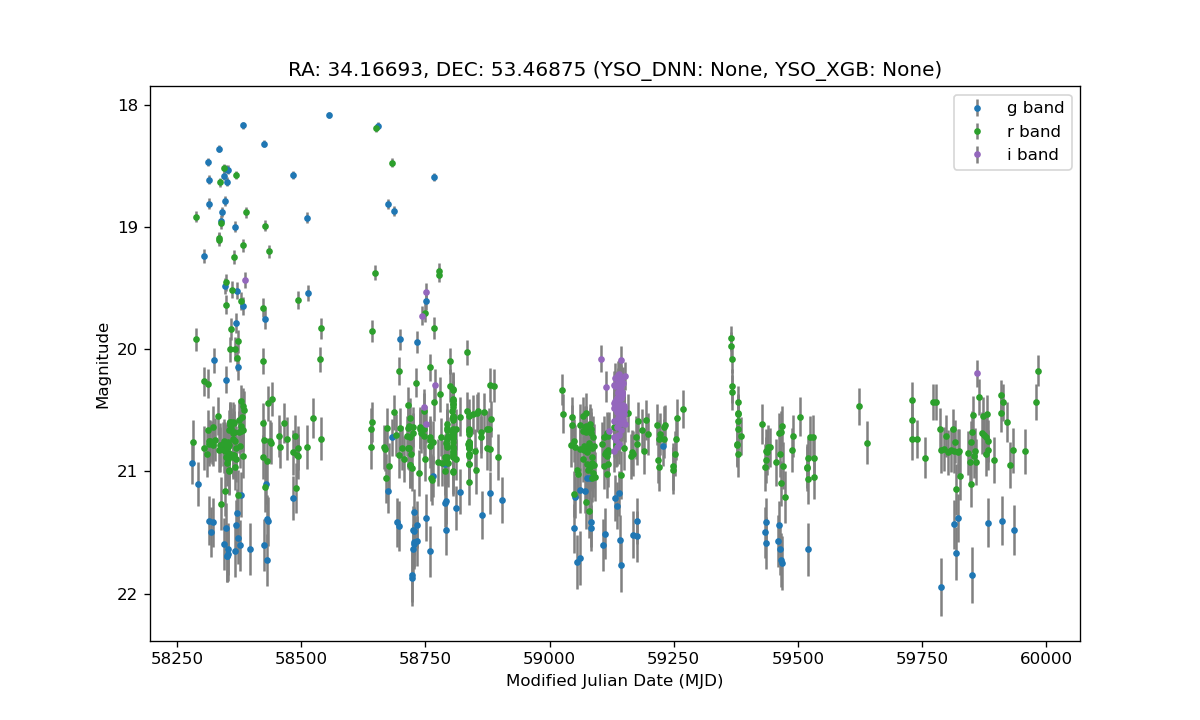 RA: 34.16693, DEC: 53.46875 (YSO_DNN: None, YSO_XGB: None)
g band
r band
i band
18
19
20
21
22
Magnitude
58250
58500
58750
59000
59250
59500
59750
60000
Modified Julian Date (MJD)